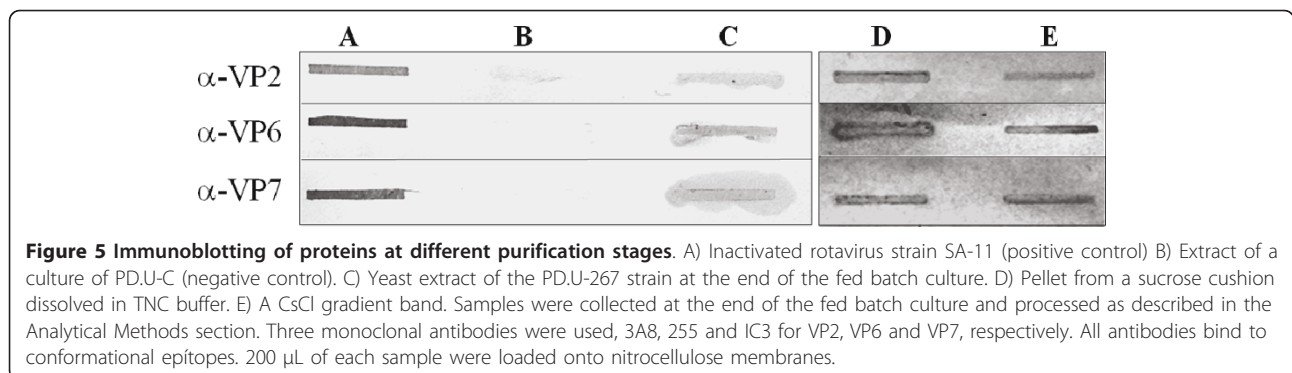 A B C D E
α-VP2
α-VP6
α-VP7
Figure 5 Immunoblotting of proteins at different purification stages. A) Inactivated rotavirus strain SA-11 (positive control) B) Extract of a
culture of PD.U-C (negative control). C) Yeast extract of the PD.U-267 strain at the end of the fed batch culture. D) Pellet from a sucrose cushion
dissolved in TNC buffer. E) A CsCl gradient band. Samples were collected at the end of the fed batch culture and processed as described in the
Analytical Methods section. Three monoclonal antibodies were used, 3A8, 255 and IC3 for VP2, VP6 and VP7, respectively. All antibodies bind to
conformational epítopes. 200 μL of each sample were loaded onto nitrocellulose membranes.